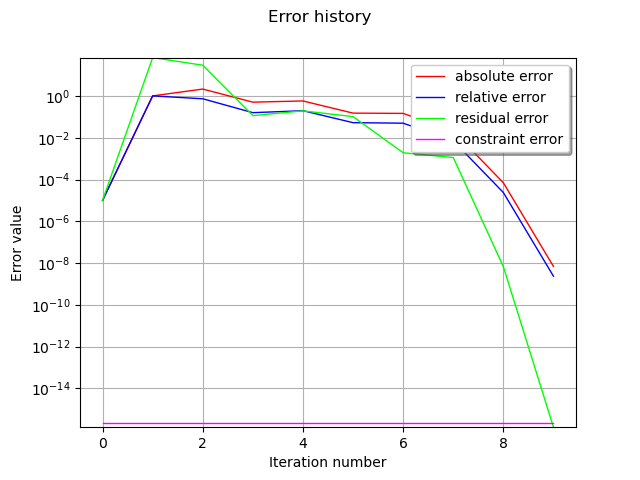 Error history
absolute error
relative error
residual error
constraint error
10⁰
10⁻²
10⁻⁴
10⁻⁶
10⁻⁸
10⁻¹⁰
10⁻¹²
10⁻¹⁴
Error value
0 2 4 6 8
Iteration number